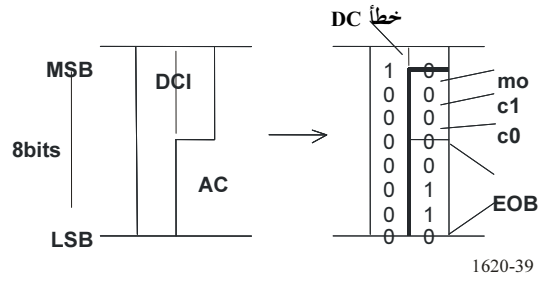 خطأ DC
MSB
DCI
8bits
AC
LSB
1 0
0 0
0 0
0 0
0 0
0 1
0 1
0 0
mo
c1
c0
EOB
1620-39